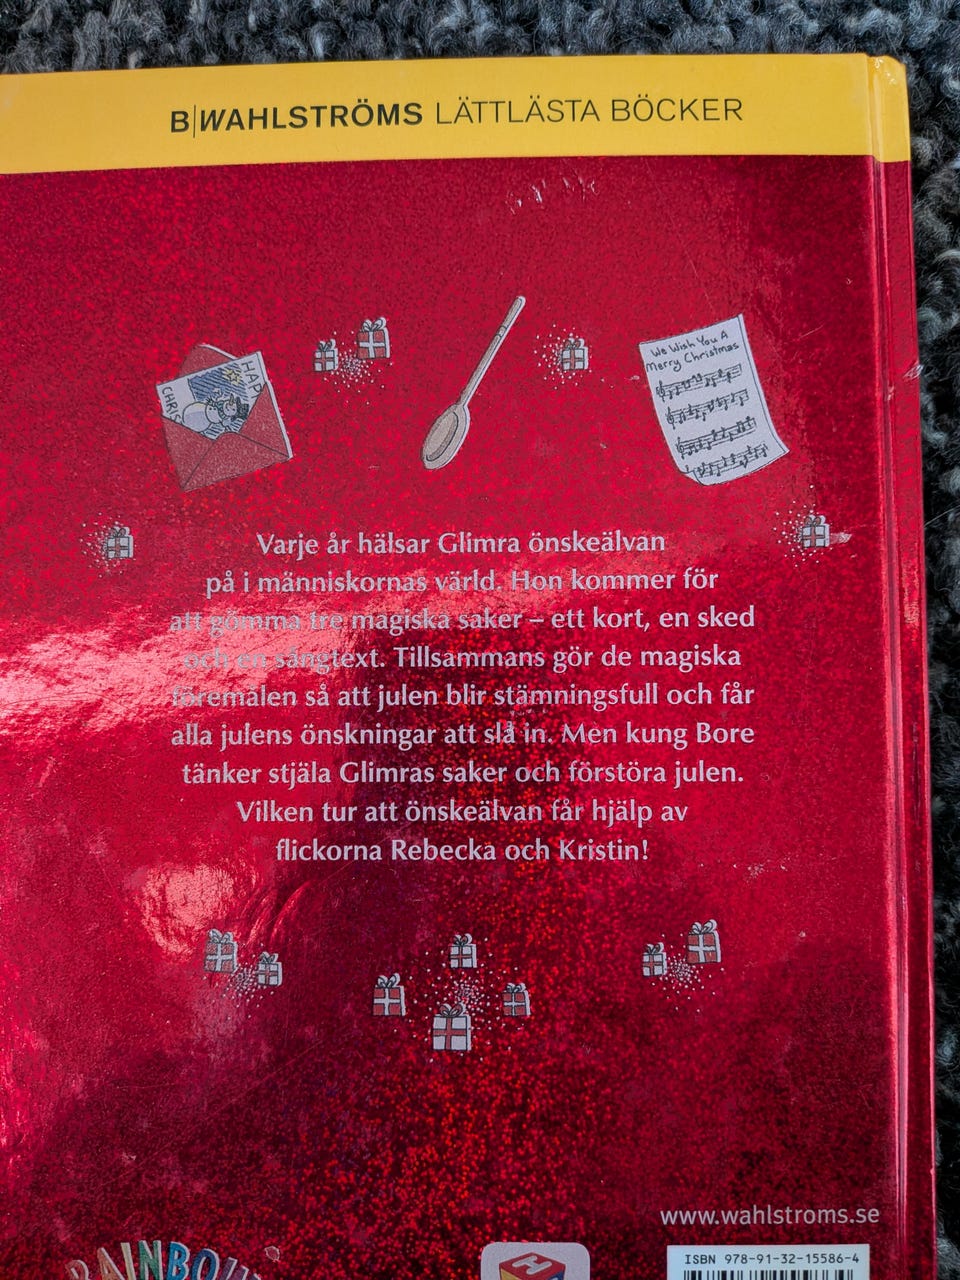 B|WAHLSTRÖMS LÄTTLÄSTA BÖCKER
HAP
CHRIS
We Wish You A
Merry Christmas
Varje år hälsar Glimra önskeälvan
på i människornas värld. Hon kommer för
att gömma tre magiska saker – ett kort, en sked
och en sångtext. Tillsammans gör de magiska
föremålen så att julen blir stämningsfull och får
alla julens önskningar att slå in. Men kung Bore
tänker stjäla Glimras saker och förstöra julen.
Vilken tur att önskeälvan får hjälp av
flickorna Rebecka och Kristin!
www.wahlstroms.se
ISBN 978-91-32-15586-4
RAINBOW